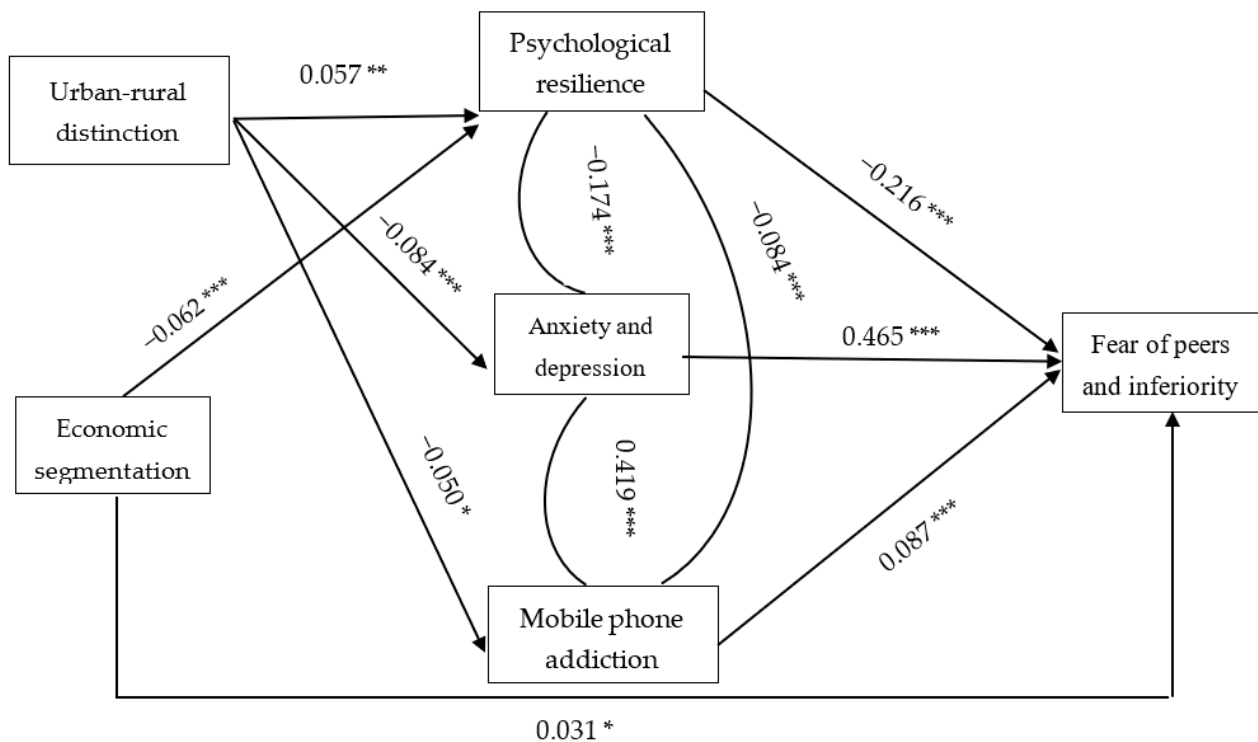 Psychological
resilience
0.057 **
Urban-rural
distinction
−0.174 ***
−0.216 ***
−0.084 ***
−0.084 ***
−0.062 ***
Anxiety and
depression
0.465 ***
Fear of peers
and inferiority
Economic
segmentation
−0.050 *
0.419 ***
0.087 ***
Mobile phone
addiction
0.031 *